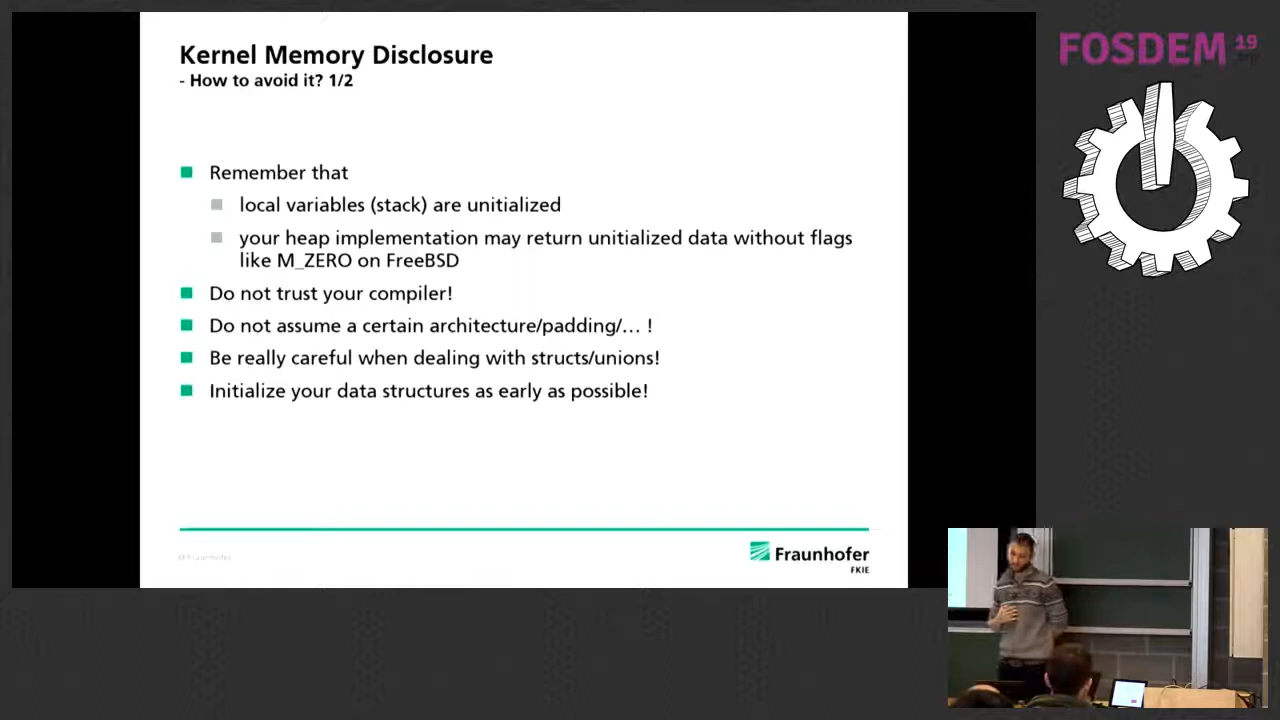 Kernel Memory Disclosure
- How to avoid it? 1/2
Remember that
local variables (stack) are unitialized
your heap implementation may return unitialized data without flags
like M_ZERO on FreeBSD
Do not trust your compiler!
Do not assume a certain architecture/padding/... !
Be really careful when dealing with structs/unions!
Initialize your data structures as early as possible!
Fraunhofer
FKIE
FOSDEM 19
.org